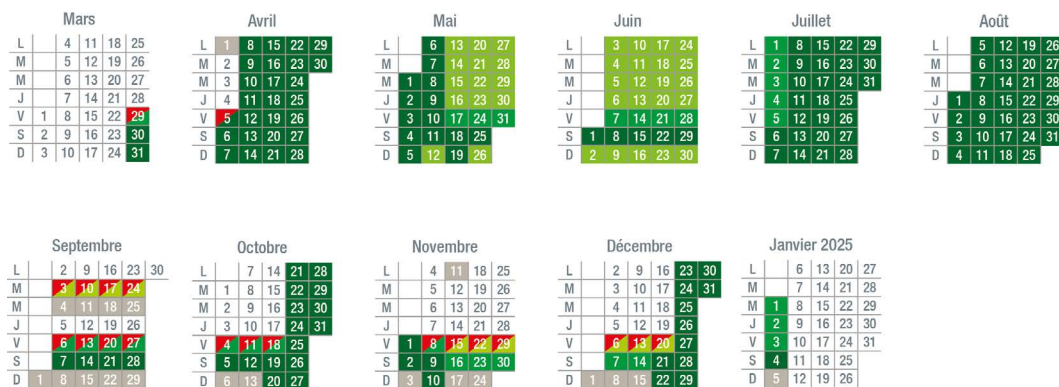 Mars
L 4 11 18 25
M 5 12 19 26
M 6 13 20 27
J 7 14 21 28
V 1 8 15 22 29
S 2 9 16 23 30
D 3 10 17 24 31
Avril
L 1 8 15 22 29
M 2 9 16 23 30
M 3 10 17 24
J 4 11 18 25
V 5 12 19 26
S 6 13 20 27
D 7 14 21 28
Mai
L 6 13 20 27
M 7 14 21 28
M 1 8 15 22 29
J 2 9 16 23 30
V 3 10 17 24 31
S 4 11 18 25
D 5 12 19 26
Juin
L 3 10 17 24
M 4 11 18 25
M 5 12 19 26
J 6 13 20 27
V 7 14 21 28
S 1 8 15 22 29
D 2 9 16 23 30
Juillet
L 1 8 15 22 29
M 2 9 16 23 30
M 3 10 17 24 31
J 4 11 18 25
V 5 12 19 26
S 6 13 20 27
D 7 14 21 28
Août
L 5 12 19 26
M 6 13 20 27
M 7 14 21 28
J 1 8 15 22 29
V 2 9 16 23 30
S 3 10 17 24 31
D 4 11 18 25
Septembre
L 2 9 16 23 30
M 3 10 17 24
M 4 11 18 25
J 5 12 19 26
V 6 13 20 27
S 7 14 21 28
D 1 8 15 22 29
Octobre
L 7 14 21 28
M 1 8 15 22 29
M 2 9 16 23 30
J 3 10 17 24 31
V 4 11 18 25
S 5 12 19 26
D 6 13 20 27
Novembre
L 4 11 18 25
M 5 12 19 26
M 6 13 20 27
J 7 14 21 28
V 1 8 15 22 29
S 2 9 16 23 30
D 3 10 17 24
Décembre
L 2 9 16 23 30
M 3 10 17 24 31
M 4 11 18 25
J 5 12 19 26
V 6 13 20 27
S 7 14 21 28
D 1 8 15 22 29
Janvier 2025
L 6 13 20 27
M 7 14 21 28
M 1 8 15 22 29
J 2 9 16 23 30
V 3 10 17 24 31
S 4 11 18 25
D 5 12 19 26